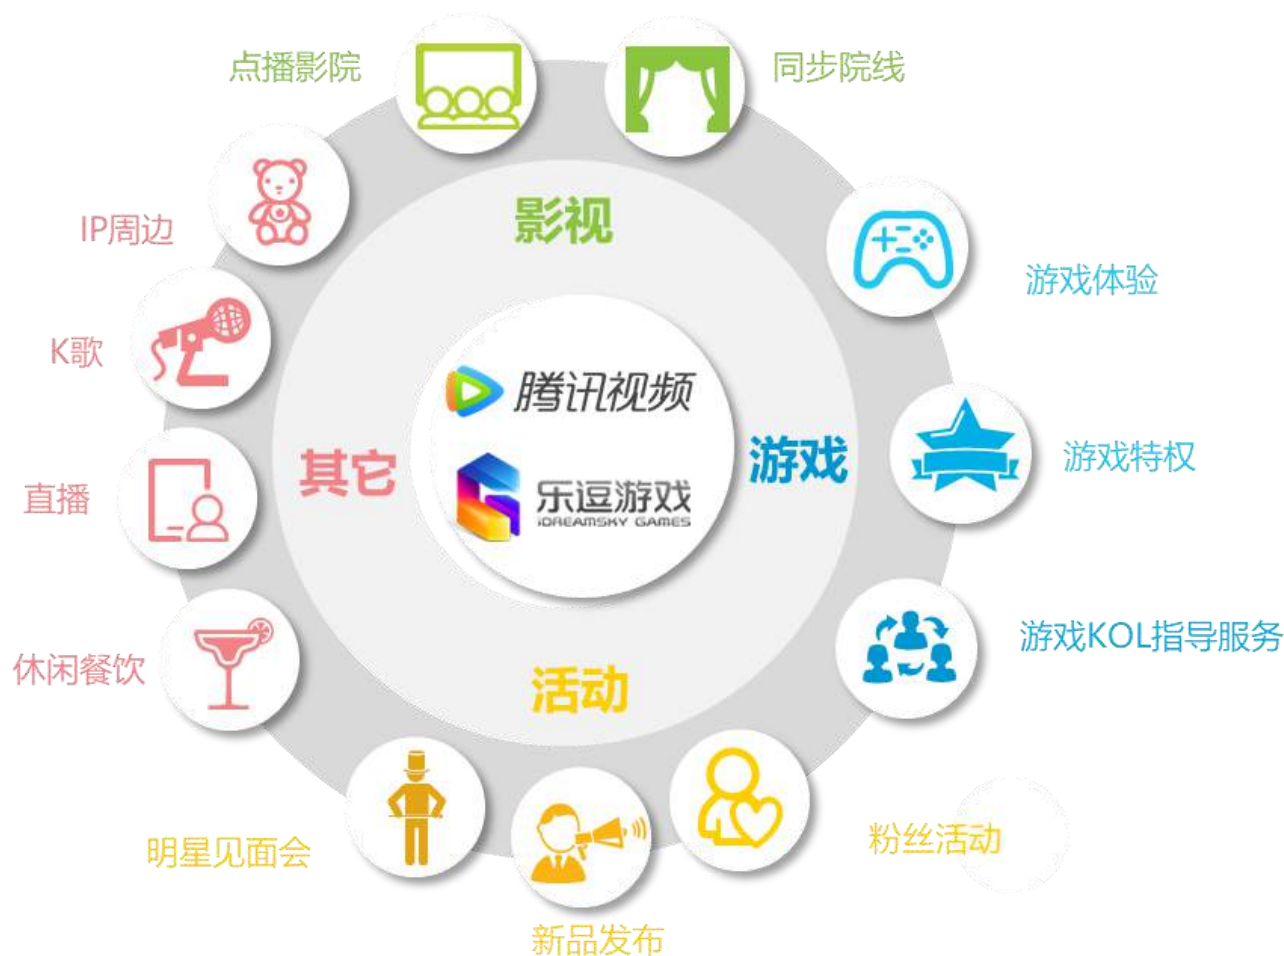 点播影院
同步院线
影视
IP周边
游戏体验
K歌
腾讯视频
其它
游戏
游戏特权
直播
乐逗游戏
iDREAMSKY GAMES
游戏KOL指导服务
休闲餐饮
活动
明星见面会
粉丝活动
新品发布